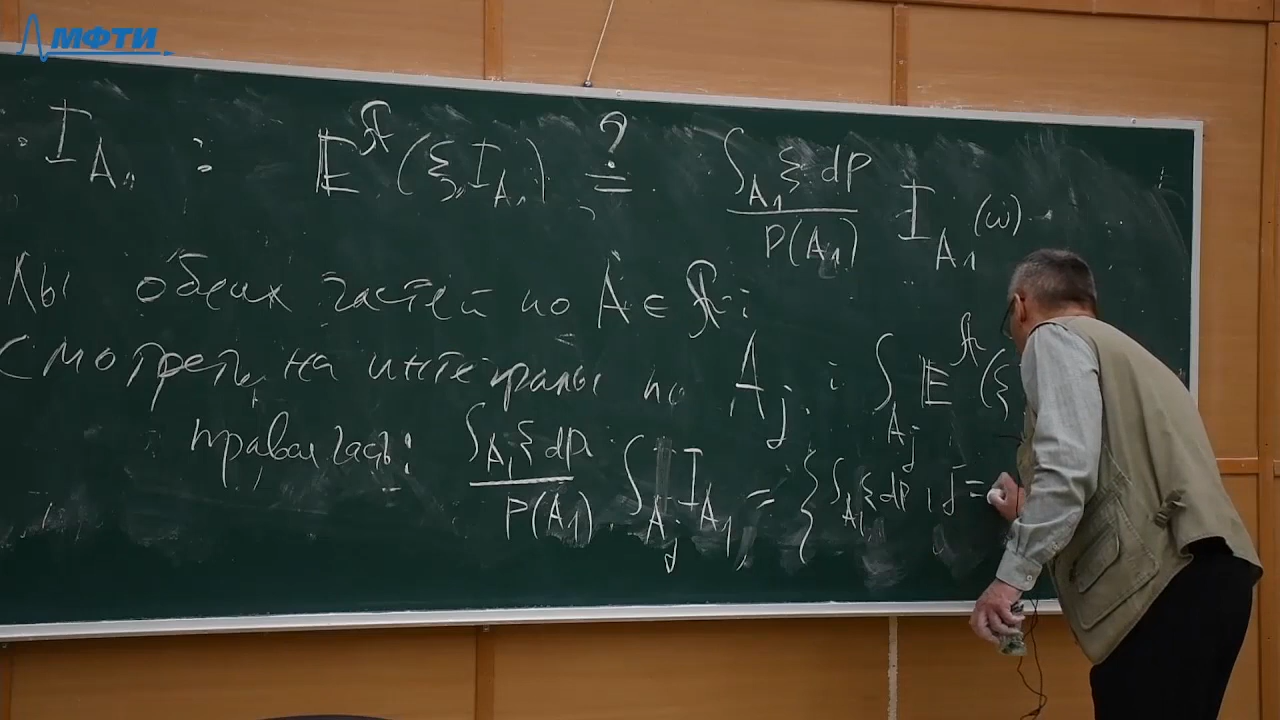 МФТИ
I_{A_1} : 𝔼^𝒜(ξ I_{A_1}) ?= ∫_{A_1} ξ dP / P(A_1) I_{A_1}(ω)
лы обеих частей по A ∈ 𝒜 :
смотреть на интегралы по A_j : ∫_{A_j} 𝔼^𝒜(ξ
правая часть: ∫_{A_1} ξ dP / P(A_1) ∫_{A_j} I_{A_1} = { ∫_{A_1} ξ dP , j =